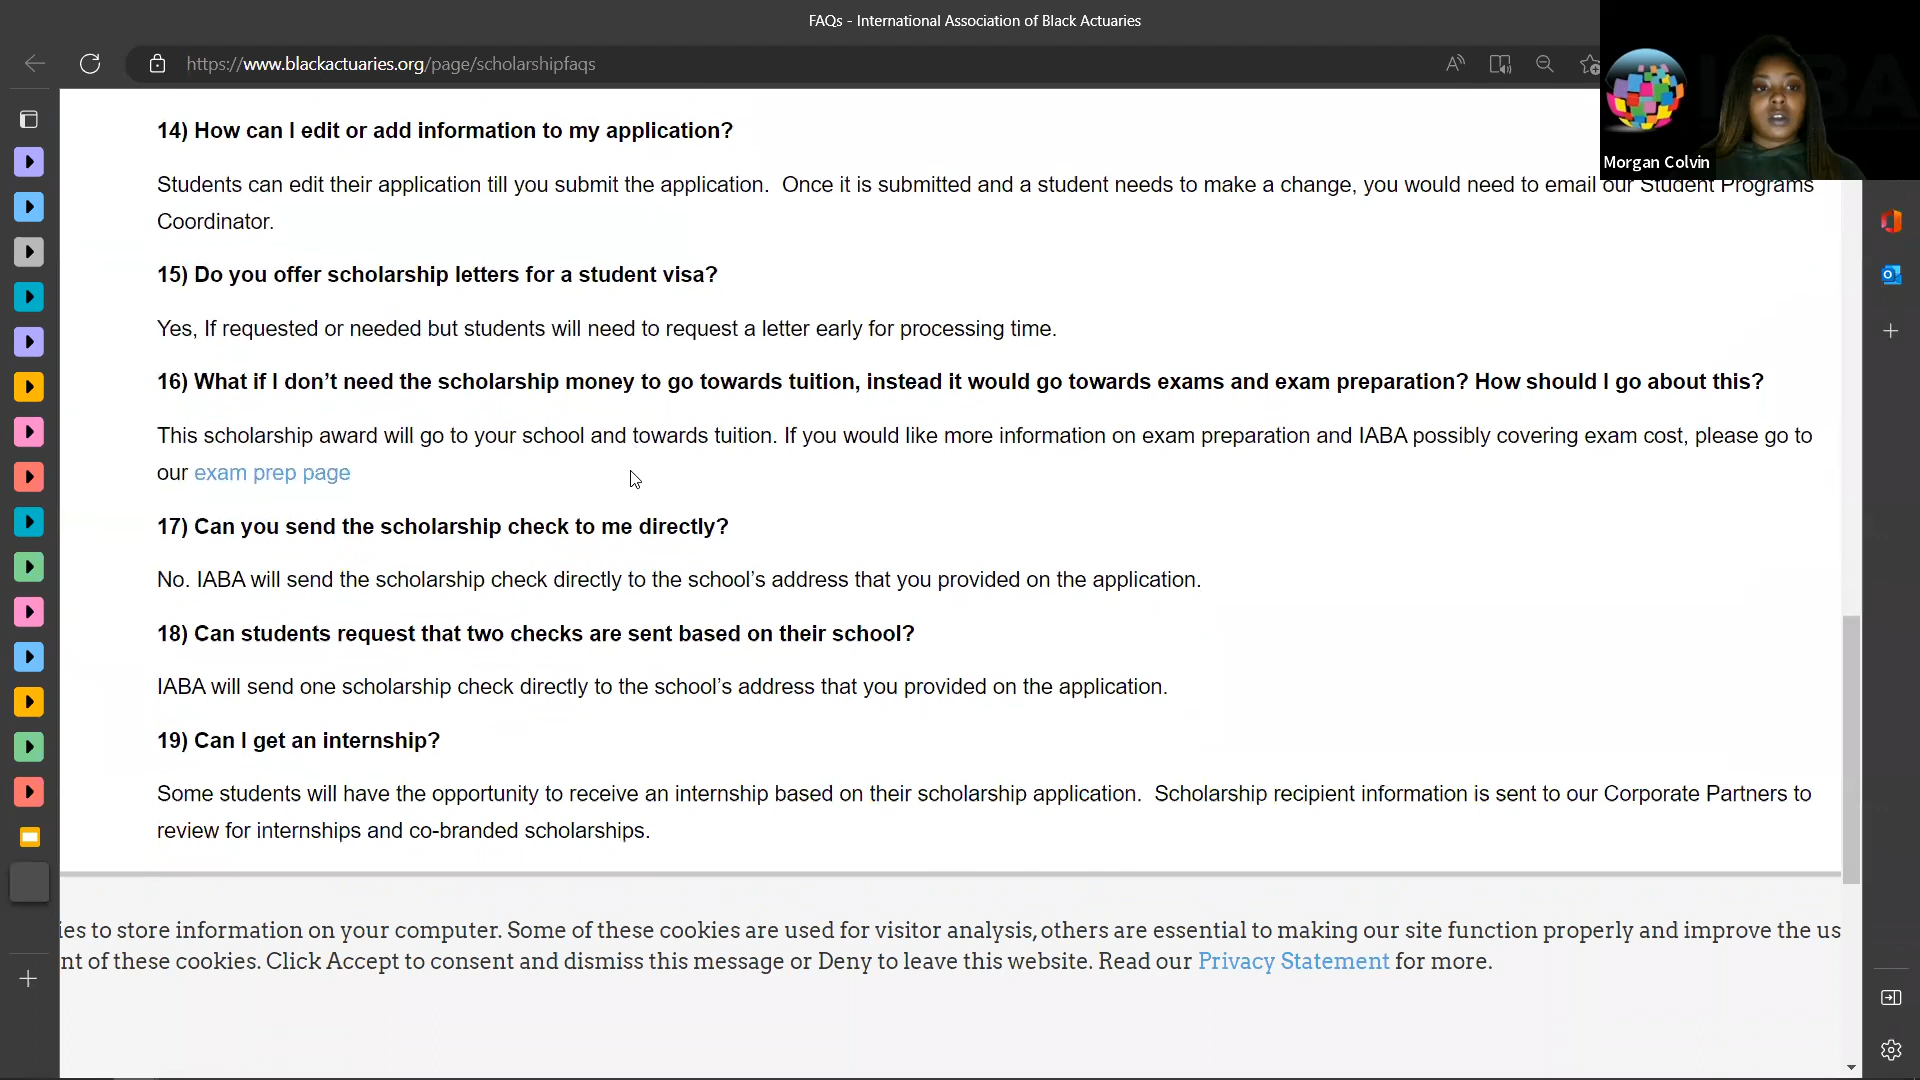 FAQs - International Association of Black Actuaries
https://www.blackactuaries.org/page/scholarshipfaqs
Morgan Colvin
14) How can I edit or add information to my application?
Students can edit their application till you submit the application. Once it is submitted and a student needs to make a change, you would need to email our Student Programs
Coordinator.
15) Do you offer scholarship letters for a student visa?
Yes, If requested or needed but students will need to request a letter early for processing time.
16) What if I don’t need the scholarship money to go towards tuition, instead it would go towards exams and exam preparation? How should I go about this?
This scholarship award will go to your school and towards tuition. If you would like more information on exam preparation and IABA possibly covering exam cost, please go to
our exam prep page
17) Can you send the scholarship check to me directly?
No. IABA will send the scholarship check directly to the school’s address that you provided on the application.
18) Can students request that two checks are sent based on their school?
IABA will send one scholarship check directly to the school’s address that you provided on the application.
19) Can I get an internship?
Some students will have the opportunity to receive an internship based on their scholarship application. Scholarship recipient information is sent to our Corporate Partners to
review for internships and co-branded scholarships.
ies to store information on your computer. Some of these cookies are used for visitor analysis, others are essential to making our site function properly and improve the us
nt of these cookies. Click Accept to consent and dismiss this message or Deny to leave this website. Read our Privacy Statement for more.